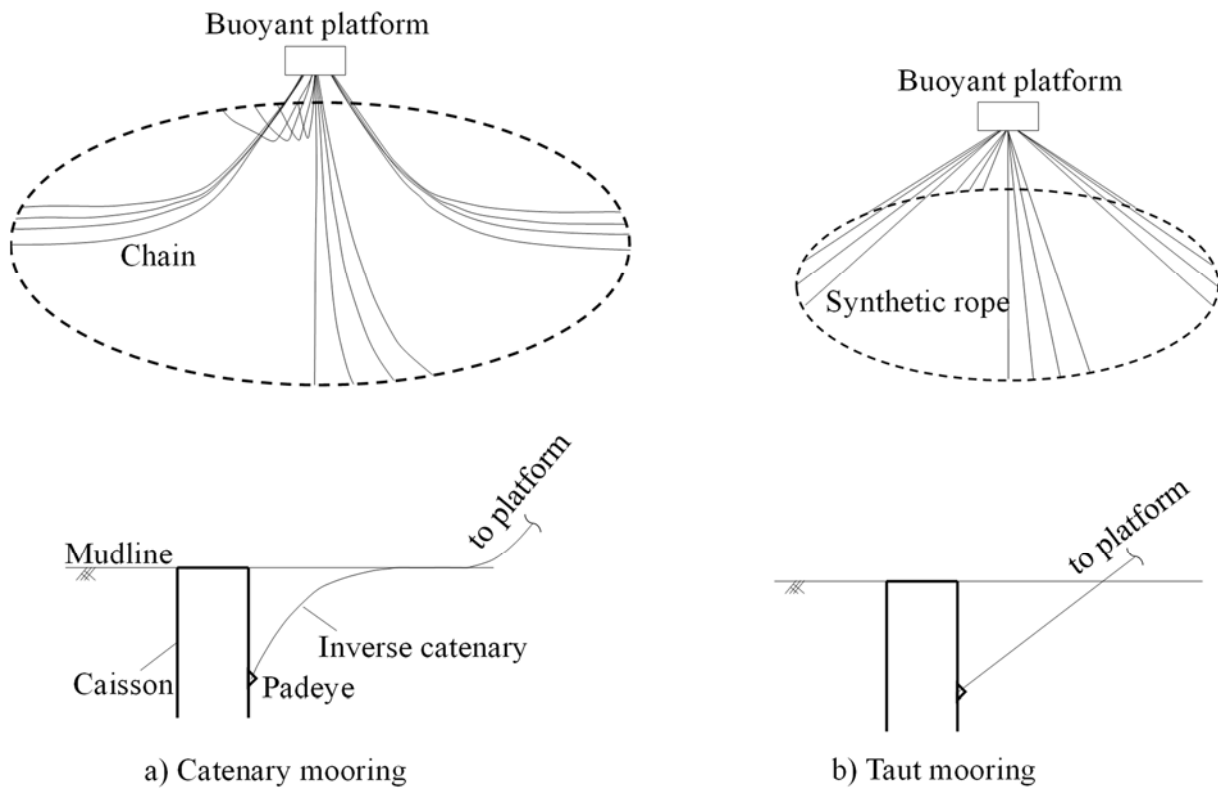 Buoyant platform
Chain
Buoyant platform
Synthetic rope
Mudline
to platform
Inverse catenary
Caisson
Padeye
a) Catenary mooring
to platform
b) Taut mooring